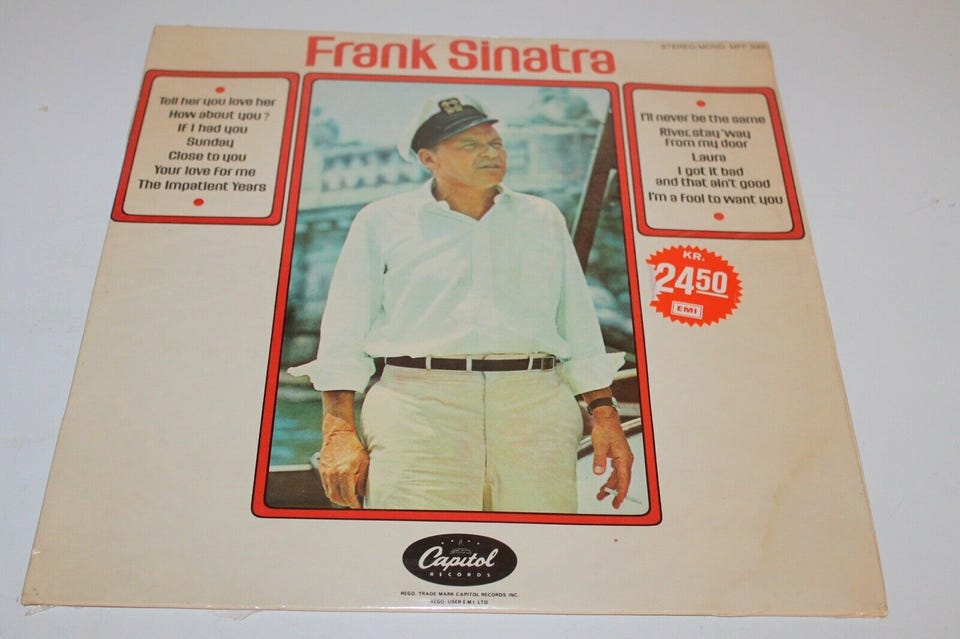 Frank Sinatra
STEREO/MONO MFP
Tell her you love her
How about you?
If I had you
Sunday
Close to you
Your love for me
The Impatient Years
I'll never be the same
River, stay 'way
from my door
Laura
I got it bad
and that ain't good
I'm a fool to want you
KR.
2450
EMI
Capitol
RECORDS
REGD. TRADE MARK CAPITOL RECORDS, INC.
REGD. USER E.M.I. LTD